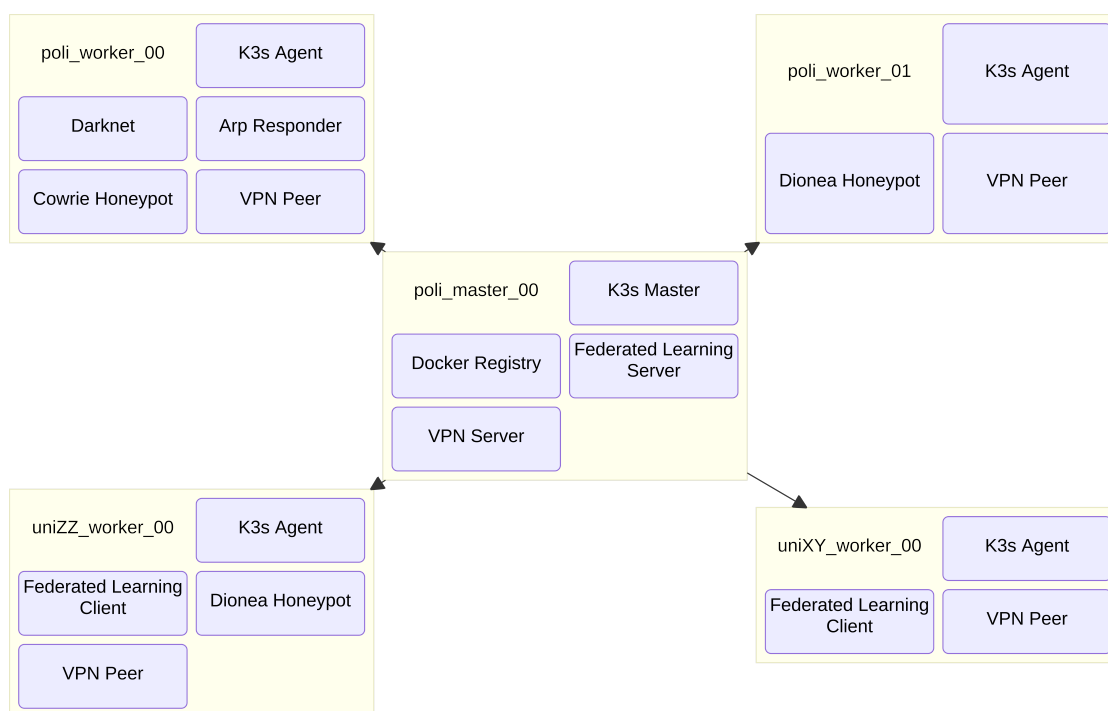 poli_worker_00
K3s Agent
Darknet
Arp Responder
Cowrie Honeypot
VPN Peer
poli_worker_01
K3s Agent
Dionea Honeypot
VPN Peer
poli_master_00
K3s Master
Docker Registry
Federated Learning
Server
VPN Server
uniZZ_worker_00
K3s Agent
Federated Learning
Client
Dionea Honeypot
VPN Peer
uniXY_worker_00
K3s Agent
Federated Learning
Client
VPN Peer